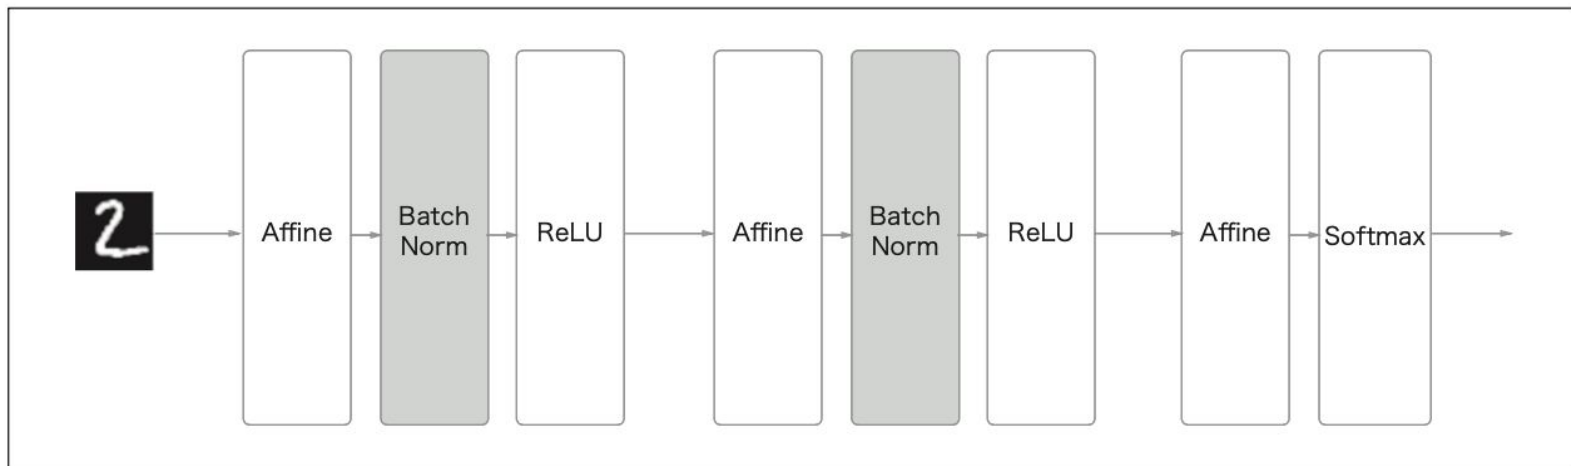 2
Affine
Batch
Norm
ReLU
Affine
Batch
Norm
ReLU
Affine
Softmax